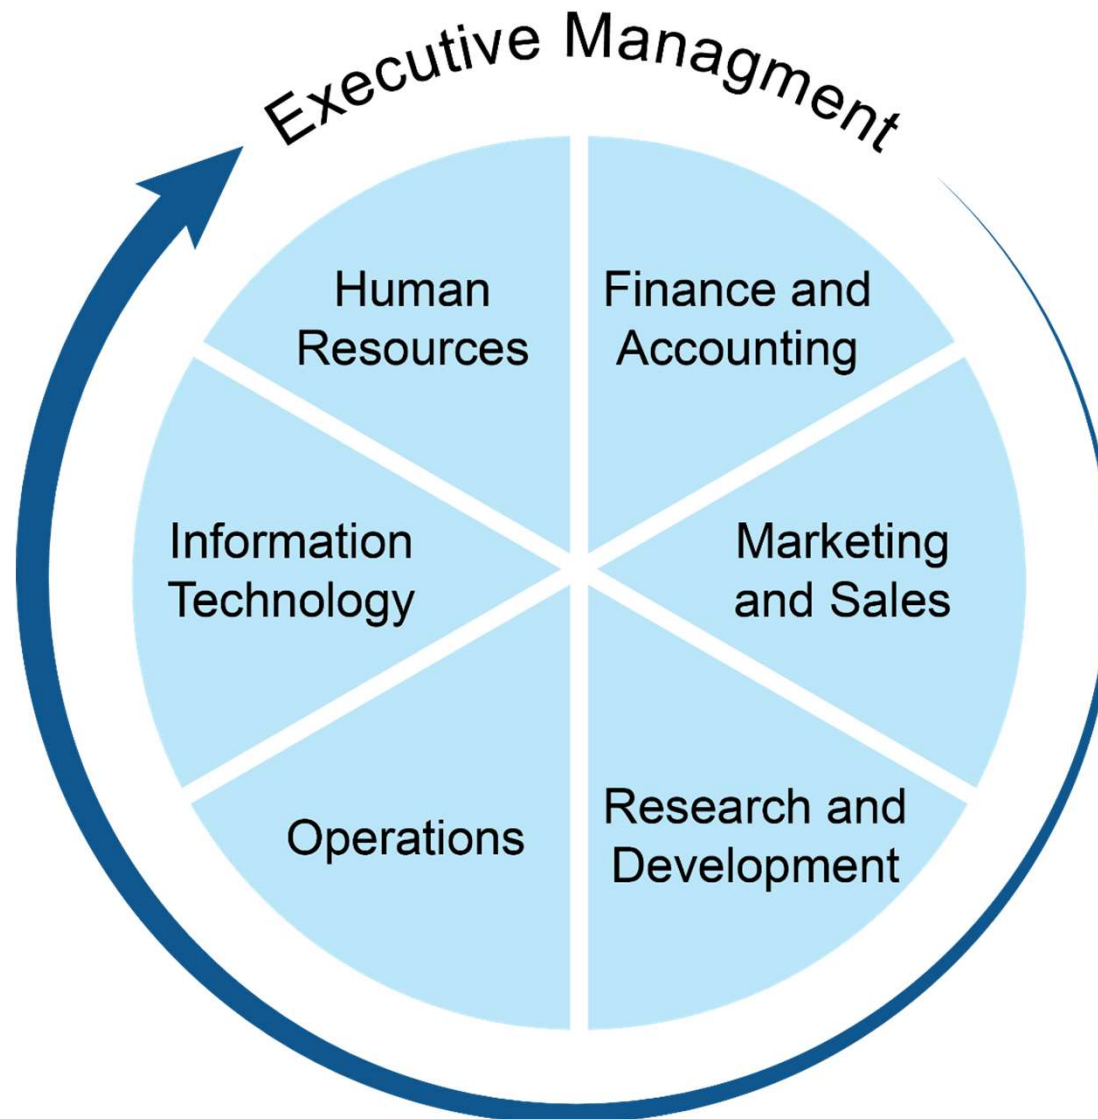 Executive Managment
Human
Resources
Finance and
Accounting
Information
Technology
Marketing
and Sales
Operations
Research and
Development